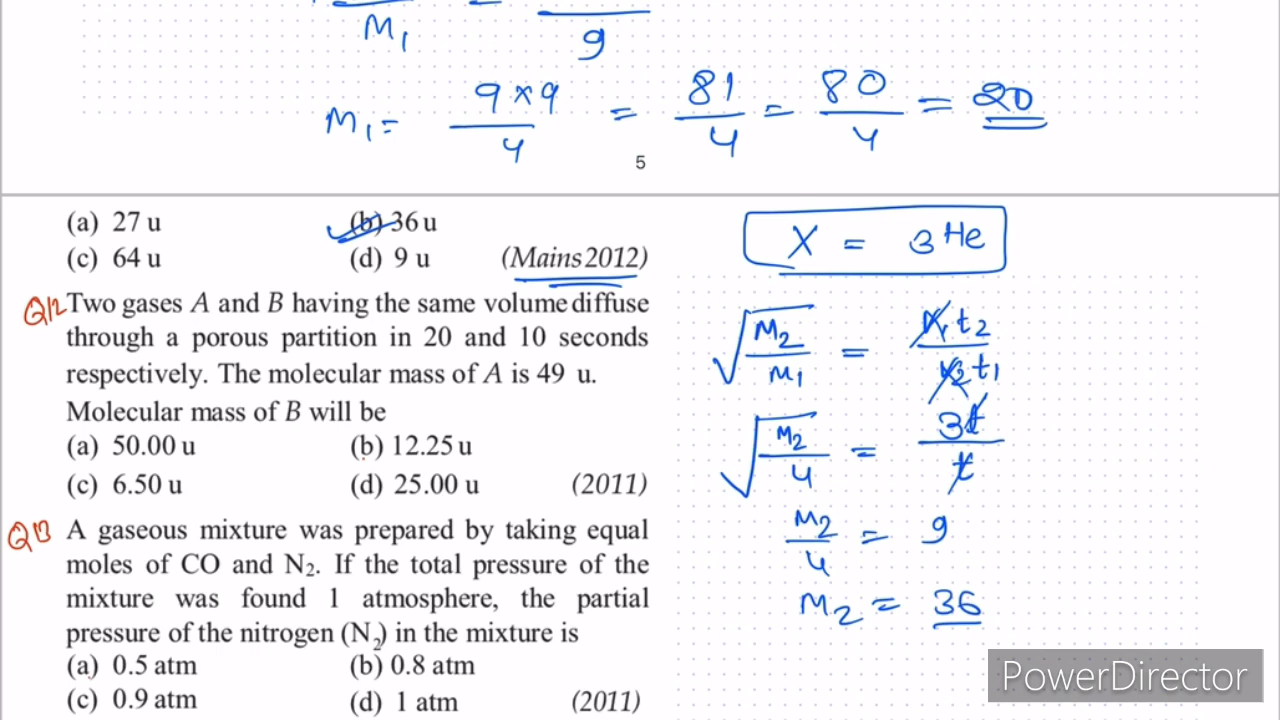 M₁ = 9
M₁ = 9 × 9 / 4 = 81 / 4 = 80 / 4 = 20
5
(a) 27 u (b) 36 u
(c) 64 u (d) 9 u (Mains 2012)
X = 3 He
Q12 Two gases A and B having the same volume diffuse
through a porous partition in 20 and 10 seconds
respectively. The molecular mass of A is 49 u.
Molecular mass of B will be
(a) 50.00 u (b) 12.25 u
(c) 6.50 u (d) 25.00 u (2011)
Q13 A gaseous mixture was prepared by taking equal
moles of CO and N₂. If the total pressure of the
mixture was found 1 atmosphere, the partial
pressure of the nitrogen (N₂) in the mixture is
(a) 0.5 atm (b) 0.8 atm
(c) 0.9 atm (d) 1 atm (2011)
√(M₂ / M₁) = t₂ / t₁
√(M₂ / 4) = 3t / t
M₂ / 4 = 9
M₂ = 36
PowerDirector